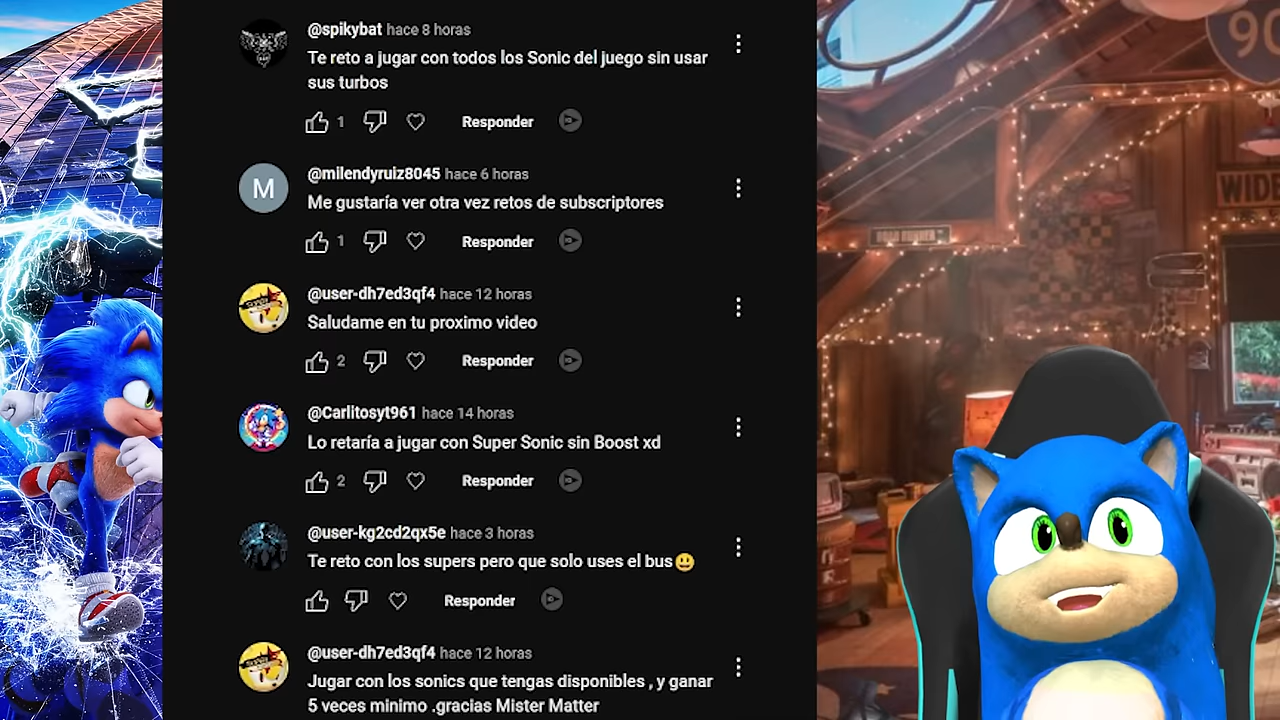 @spikybat hace 8 horas
Te reto a jugar con todos los Sonic del juego sin usar
sus turbos
1 Responder
M
@milendyruiz8045 hace 6 horas
Me gustaría ver otra vez retos de subscriptores
1 Responder
@user-dh7ed3qf4 hace 12 horas
Saludame en tu proximo video
2 Responder
@Carlitosyt961 hace 14 horas
Lo retaría a jugar con Super Sonic sin Boost xd
2 Responder
@user-kg2cd2qx5e hace 3 horas
Te reto con los supers pero que solo uses el bus😃
Responder
@user-dh7ed3qf4 hace 12 horas
Jugar con los sonics que tengas disponibles , y ganar
5 veces minimo .gracias Mister Matter
90
WIDE